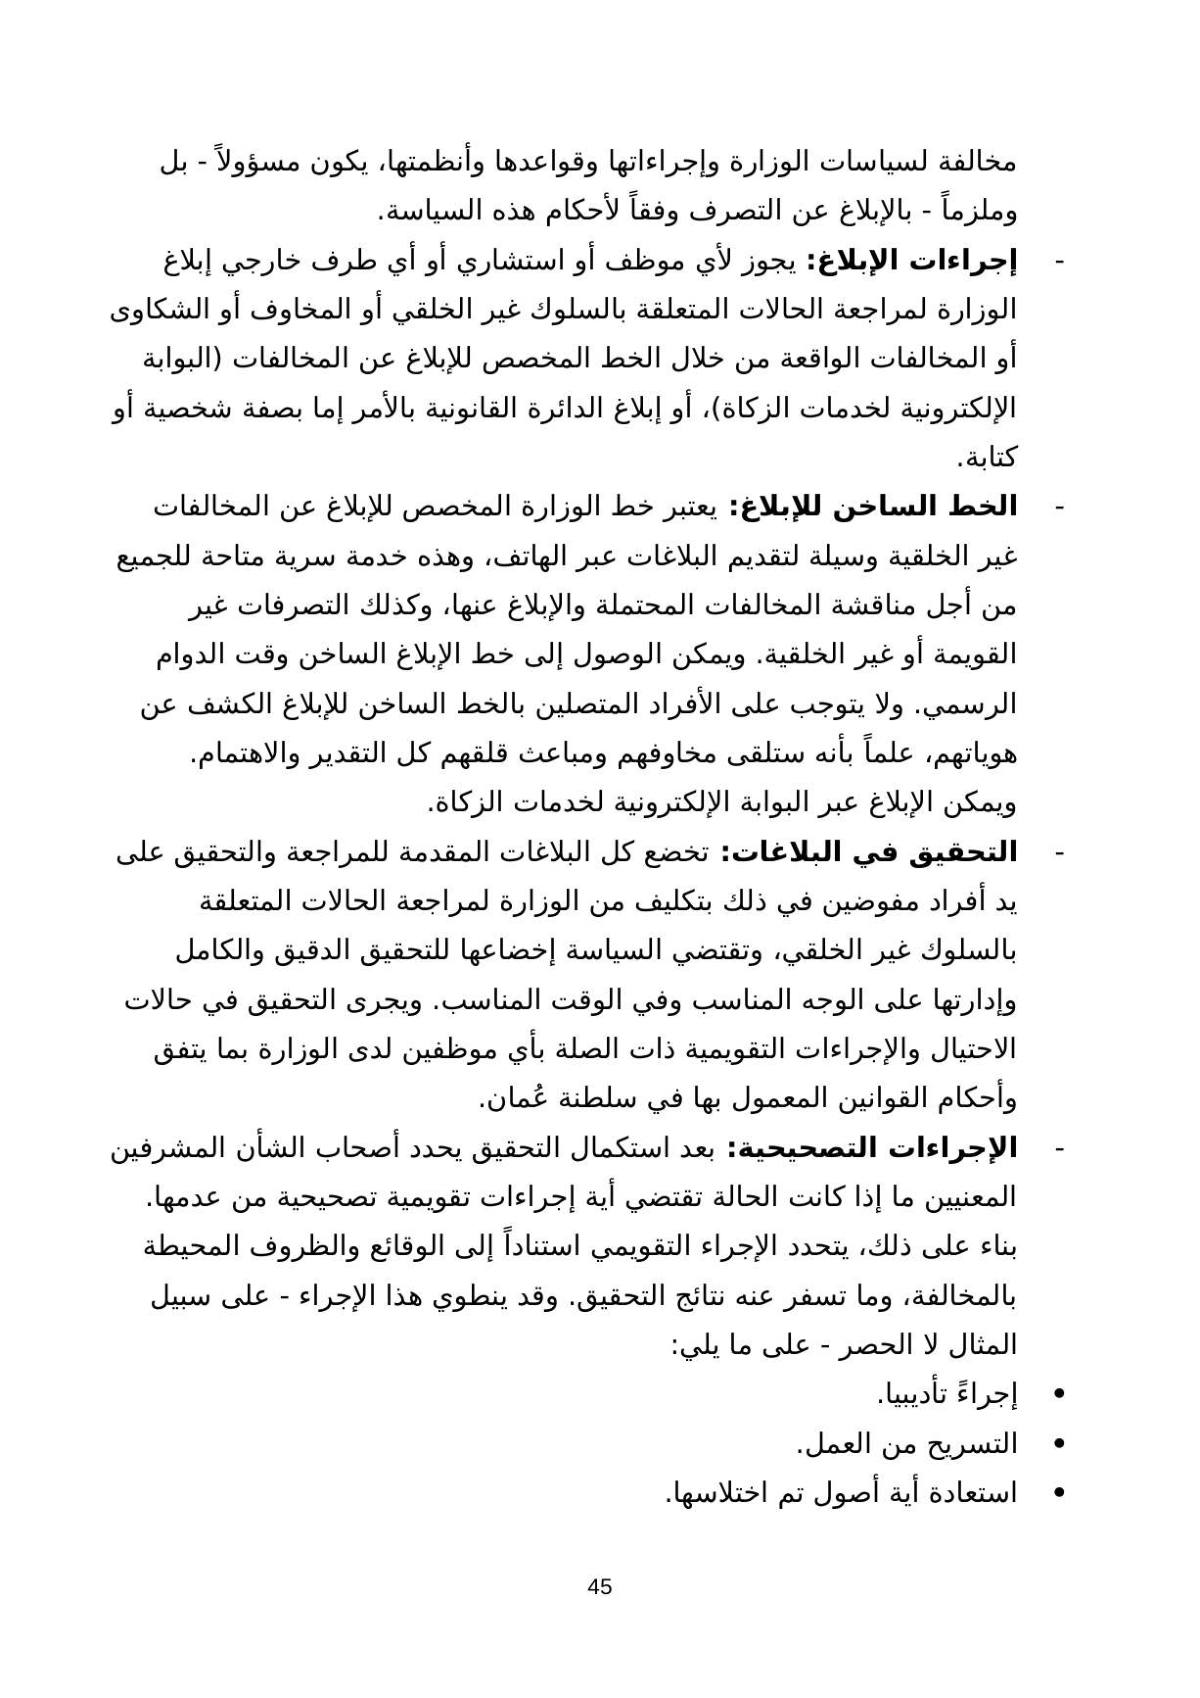 مخالفة لسياسات الوزارة وإجراءاتها وقواعدها وأنظمتها، يكون مسؤولاً - بل
وملزماً - بالإبلاغ عن التصرف وفقاً لأحكام هذه السياسة.
- إجراءات الإبلاغ: يجوز لأي موظف أو استشاري أو أي طرف خارجي إبلاغ
الوزارة لمراجعة الحالات المتعلقة بالسلوك غير الخلقي أو المخاوف أو الشكاوى
أو المخالفات الواقعة من خلال الخط المخصص للإبلاغ عن المخالفات (البوابة
الإلكترونية لخدمات الزكاة)، أو إبلاغ الدائرة القانونية بالأمر إما بصفة شخصية أو
كتابة.
- الخط الساخن للإبلاغ: يعتبر خط الوزارة المخصص للإبلاغ عن المخالفات
غير الخلقية وسيلة لتقديم البلاغات عبر الهاتف، وهذه خدمة سرية متاحة للجميع
من أجل مناقشة المخالفات المحتملة والإبلاغ عنها، وكذلك التصرفات غير
القويمة أو غير الخلقية. ويمكن الوصول إلى خط الإبلاغ الساخن وقت الدوام
الرسمي. ولا يتوجب على الأفراد المتصلين بالخط الساخن للإبلاغ الكشف عن
هوياتهم، علماً بأنه ستلقى مخاوفهم ومباعث قلقهم كل التقدير والاهتمام.
ويمكن الإبلاغ عبر البوابة الإلكترونية لخدمات الزكاة.
- التحقيق في البلاغات: تخضع كل البلاغات المقدمة للمراجعة والتحقيق على
يد أفراد مفوضين في ذلك بتكليف من الوزارة لمراجعة الحالات المتعلقة
بالسلوك غير الخلقي، وتقتضي السياسة إخضاعها للتحقيق الدقيق والكامل
وإدارتها على الوجه المناسب وفي الوقت المناسب. ويجرى التحقيق في حالات
الاحتيال والإجراءات التقويمية ذات الصلة بأي موظفين لدى الوزارة بما يتفق
وأحكام القوانين المعمول بها في سلطنة عُمان.
- الإجراءات التصحيحية: بعد استكمال التحقيق يحدد أصحاب الشأن المشرفين
المعنيين ما إذا كانت الحالة تقتضي أية إجراءات تقويمية تصحيحية من عدمها.
بناء على ذلك، يتحدد الإجراء التقويمي استناداً إلى الوقائع والظروف المحيطة
بالمخالفة، وما تسفر عنه نتائج التحقيق. وقد ينطوي هذا الإجراء - على سبيل
المثال لا الحصر - على ما يلي:
• إجراءً تأديبيا.
• التسريح من العمل.
• استعادة أية أصول تم اختلاسها.
45